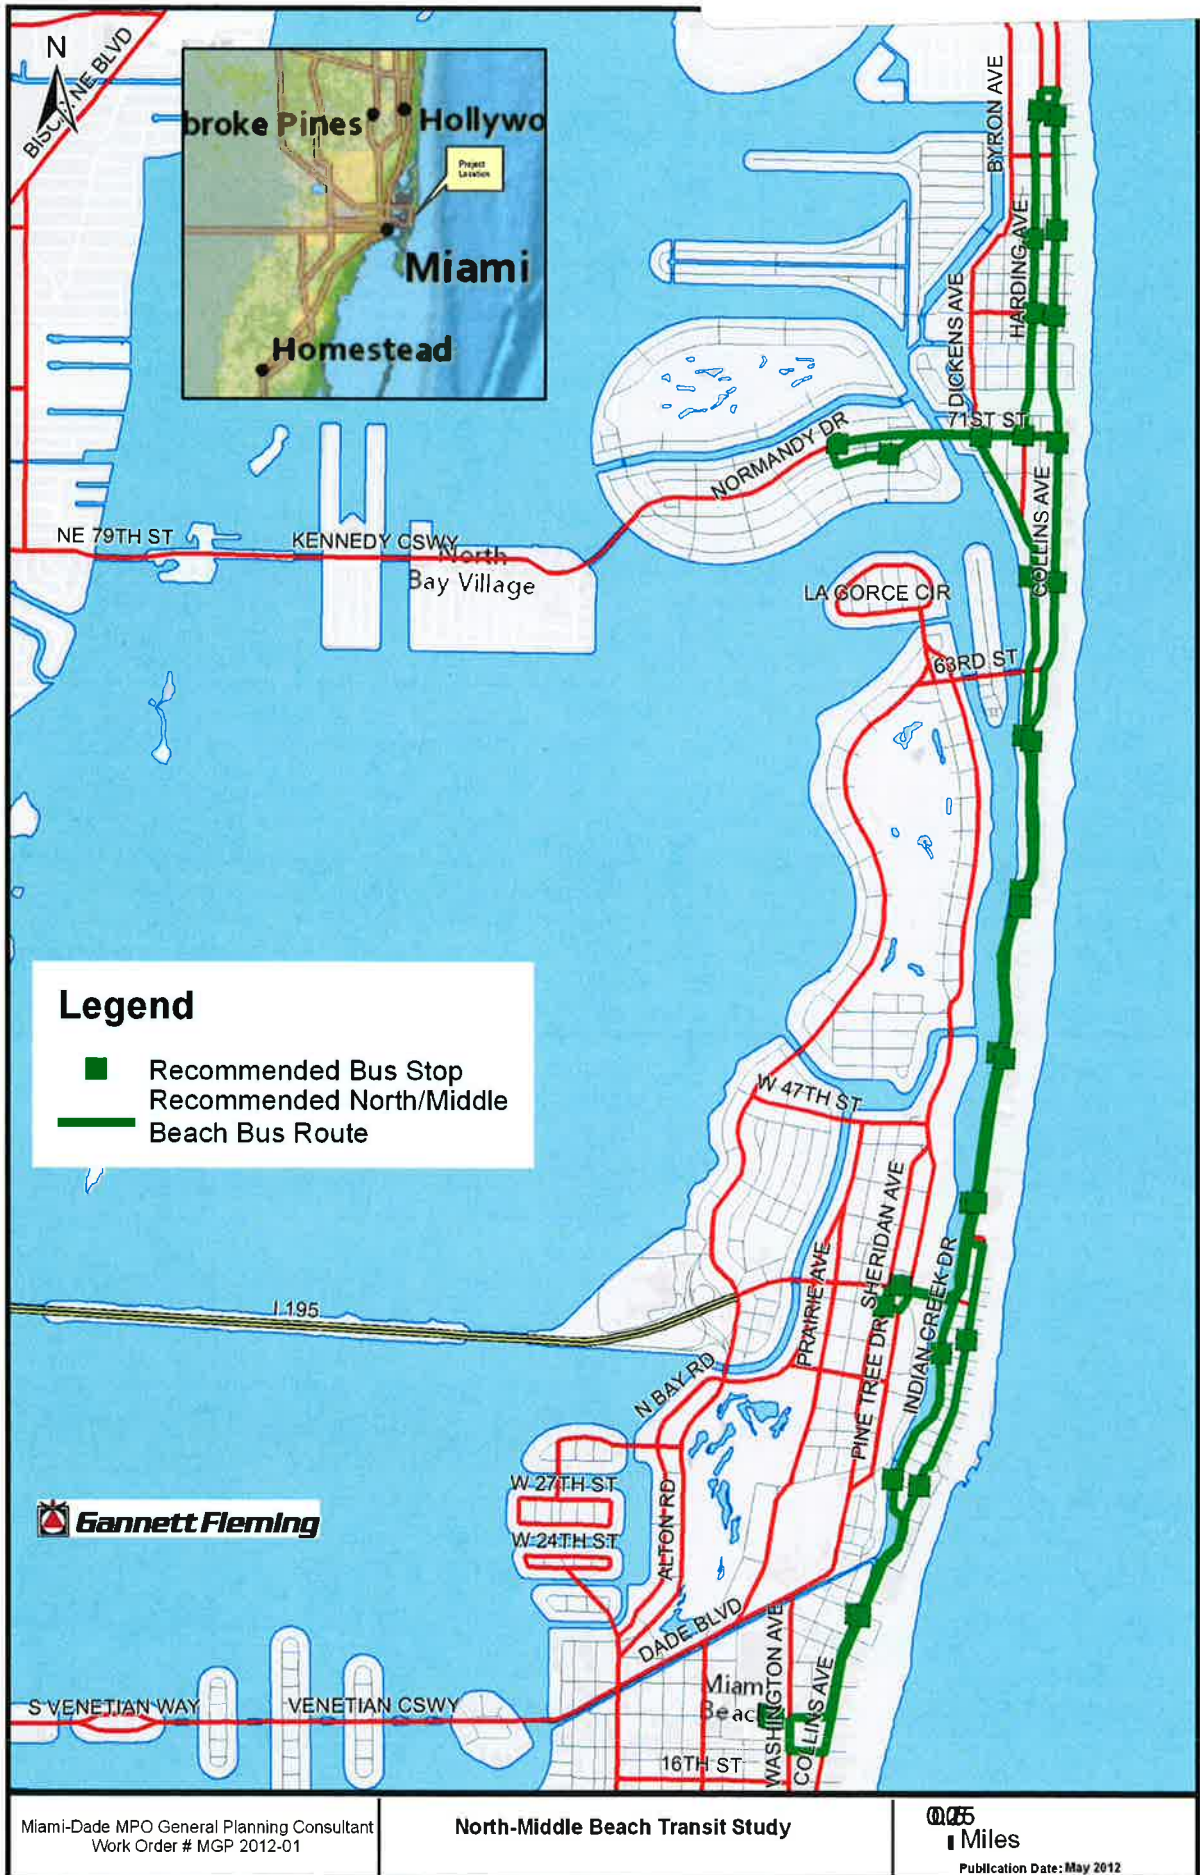 N
BISCAYNE BLVD
broke Pines
Hollywo
Project
Location
Miami
Homestead
BYRON AVE
HARDING AVE
DICKENS AVE
71ST ST
NORMANDY DR
COLLINS AVE
NE 79TH ST
KENNEDY CSWY
North
Bay Village
LA GORCE CIR
63RD ST
Legend
Recommended Bus Stop
Recommended North/Middle
Beach Bus Route
W 47TH ST
SHERIDAN AVE
PRAIRIE AVE
PINE TREE DR
INDIAN CREEK DR
I 195
N BAY RD
W 27TH ST
W 24TH ST
ALTON RD
Gannett Fleming
DADE BLVD
WASHINGTON AVE
COLLINS AVE
Miami
Beach
S VENETIAN WAY
VENETIAN CSWY
16TH ST
Miami-Dade MPO General Planning Consultant
Work Order # MGP 2012-01
North-Middle Beach Transit Study
Miles
Publication Date: May 2012